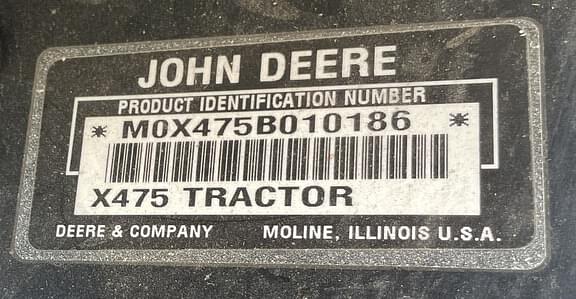 JOHN DEERE
PRODUCT IDENTIFICATION NUMBER
* M0X475B010186 *
X475 TRACTOR
DEERE & COMPANY MOLINE, ILLINOIS U.S.A.